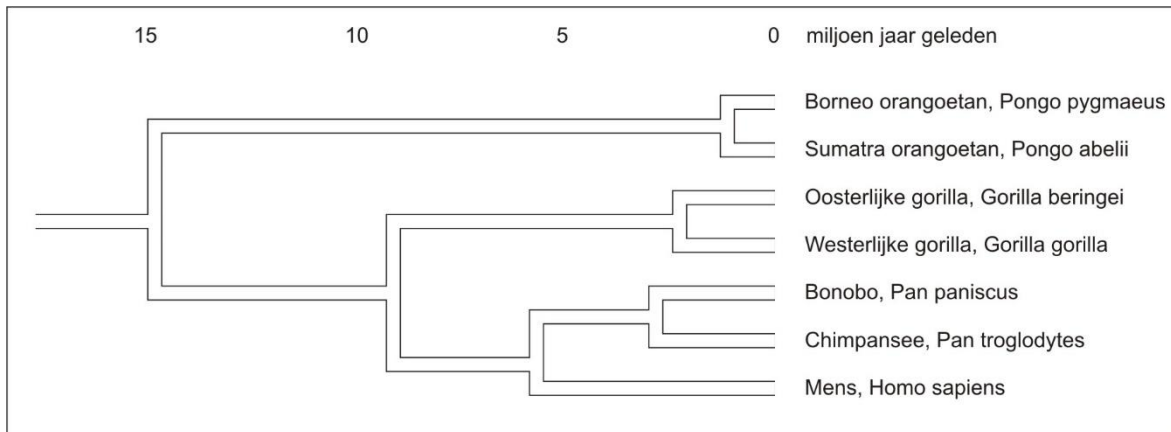 15 10 5 0 miljoen jaar geleden
Borneo orangoetan, Pongo pygmaeus
Sumatra orangoetan, Pongo abelii
Oosterlijke gorilla, Gorilla beringei
Westerlijke gorilla, Gorilla gorilla
Bonobo, Pan paniscus
Chimpansee, Pan troglodytes
Mens, Homo sapiens